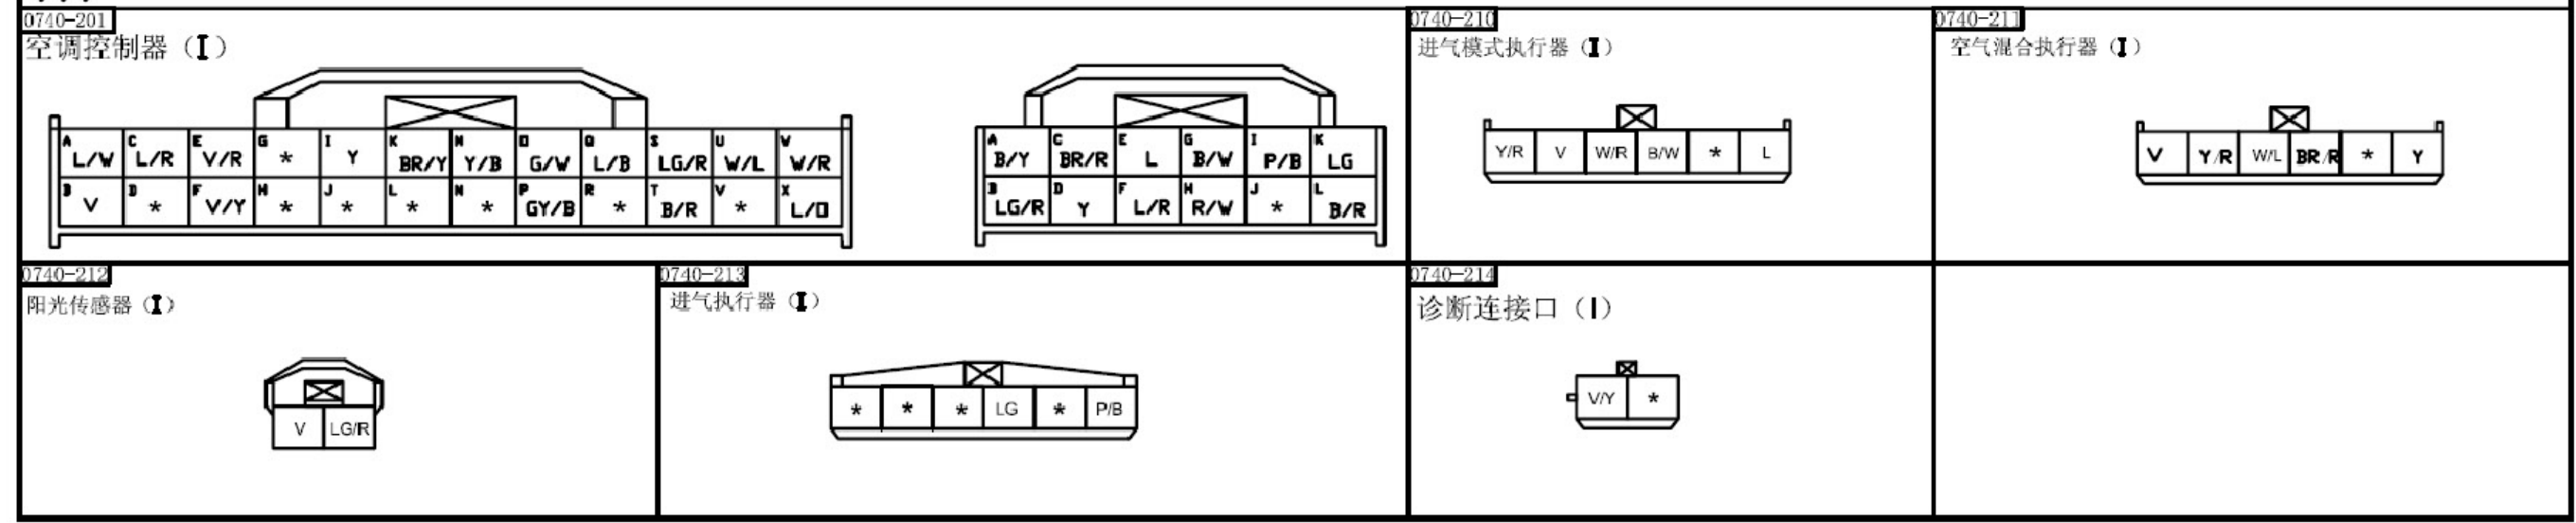 0740-201
空调控制器（I）
A L/W C L/R E V/R G * I Y K BR/Y M Y/B O G/W Q L/B S LG/R U W/L W W/R
B V D * F V/Y H * J * L * N * P GY/B R * T B/R V * X L/O
A B/Y C BR/R E L G B/W I P/B K LG
B LG/R D Y F L/R H R/W J * L B/R
0740-210
进气模式执行器（I）
Y/R V W/R B/W * L
0740-211
空气混合执行器（I）
V Y/R W/L BR/R * Y
0740-212
阳光传感器（I）
V LG/R
0740-213
进气执行器（I）
* * * LG * P/B
0740-214
诊断连接口（I）
V/Y *